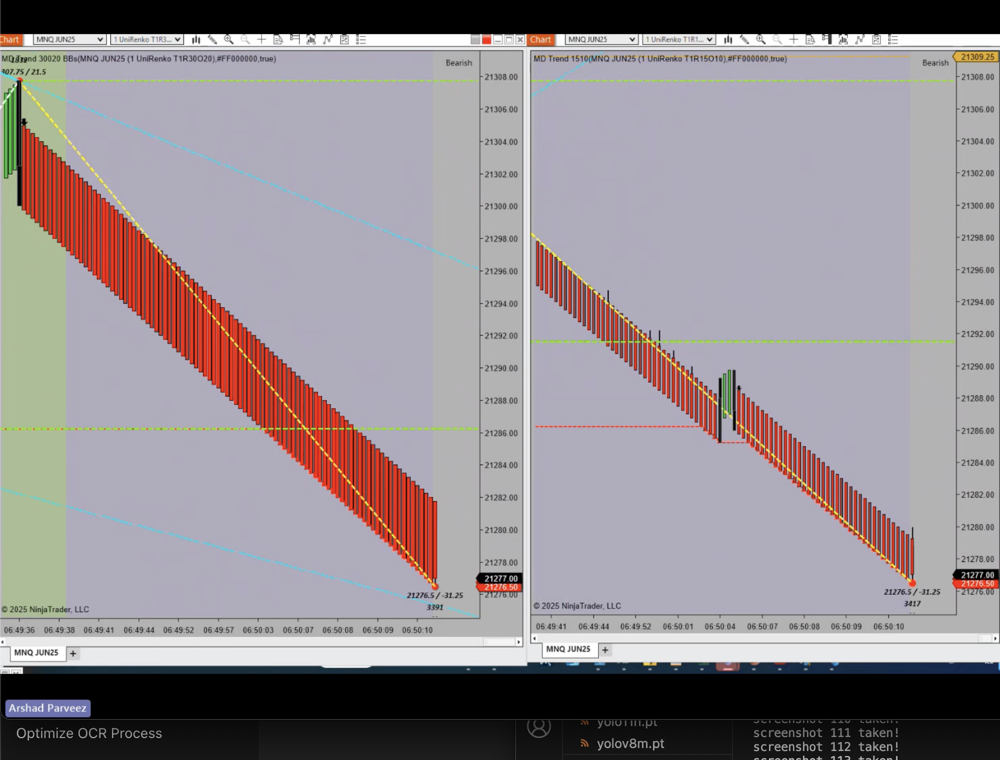 Chart
MNQ JUN25
1 UniRenko T1R3...
Chart
MNQ JUN25
1 UniRenko T1R1...
MD Trend 30020 BBs(MNQ JUN25 (1 UniRenko T1R30O20),#FF000000,true)
Bearish
307.75 / 21.5
21308.00
21306.00
21304.00
21302.00
21300.00
21298.00
21296.00
21294.00
21292.00
21290.00
21288.00
21286.00
21284.00
21282.00
21280.00
21278.00
21277.00
21276.50
21276.00
21276.5 / -31.25
3391
© 2025 NinjaTrader, LLC
06:49:36 06:49:38 06:49:41 06:49:44 06:49:52 06:49:57 06:50:03 06:50:07 06:50:08 06:50:09 06:50:10
MNQ JUN25 +
MD Trend 1510(MNQ JUN25 (1 UniRenko T1R15O10),#FF000000,true)
Bearish
21309.25
21308.00
21306.00
21304.00
21302.00
21300.00
21298.00
21296.00
21294.00
21292.00
21290.00
21288.00
21286.00
21284.00
21282.00
21280.00
21278.00
21277.00
21276.50
21276.00
21276.5 / -31.25
3417
© 2025 NinjaTrader, LLC
06:49:41 06:49:44 06:49:52 06:50:01 06:50:04 06:50:08 06:50:09 06:50:10
MNQ JUN25 +
Arshad Parveez
Optimize OCR Process
yolo11n.pt
yolov8m.pt
screenshot 110 taken!
screenshot 111 taken!
screenshot 112 taken!
screenshot 113 taken!